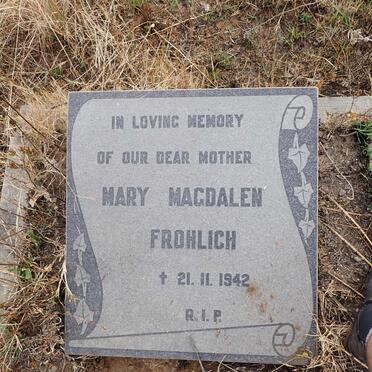 IN LOVING MEMORY
OF OUR DEAR MOTHER
MARY MAGDALEN
FROHLICH
✝ 21. 11. 1942
R.I.P.